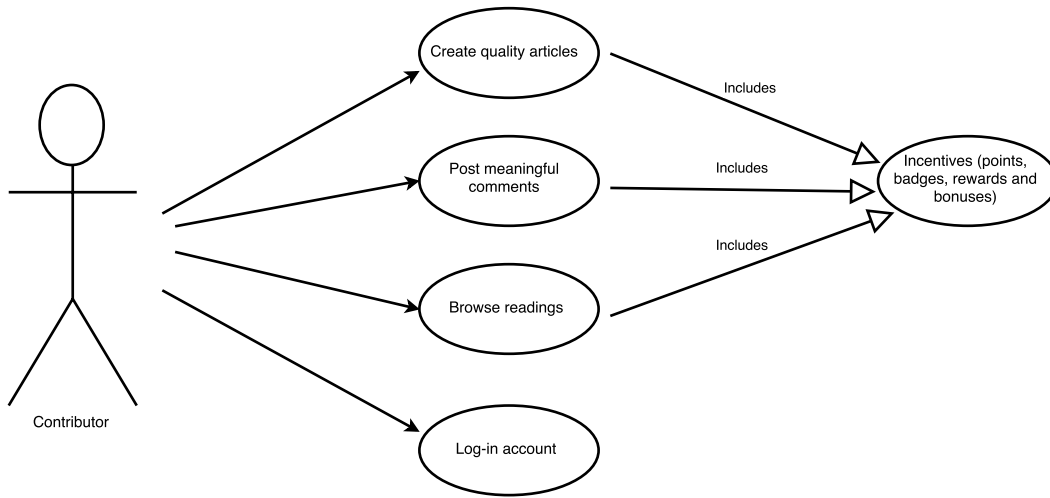 Create quality articles
Includes
Post meaningful
comments
Includes
Incentives (points,
badges, rewards and
bonuses)
Includes
Browse readings
Contributor
Log-in account